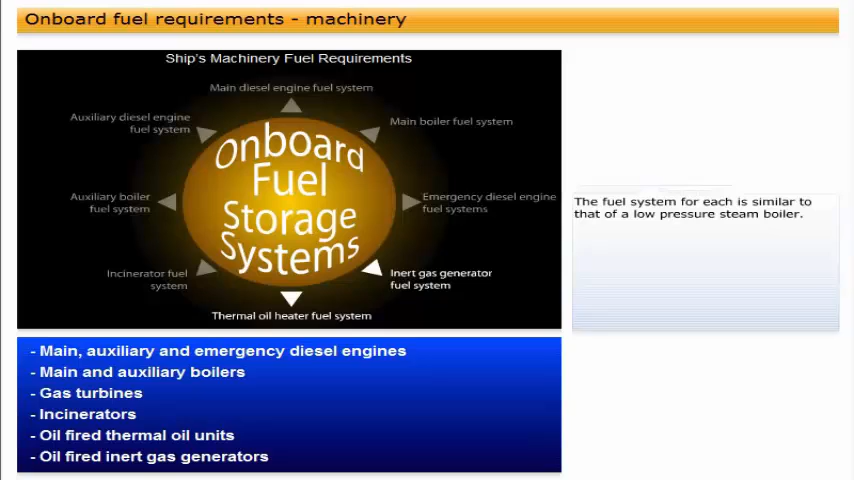 Onboard fuel requirements - machinery
Ship's Machinery Fuel Requirements
Main diesel engine fuel system
Auxiliary diesel engine
fuel system
Main boiler fuel system
Onboard
Fuel
Storage
Systems
Auxiliary boiler
fuel system
Emergency diesel engine
fuel systems
Incinerator fuel
system
Inert gas generator
fuel system
Thermal oil heater fuel system
The fuel system for each is similar to
that of a low pressure steam boiler.
- Main, auxiliary and emergency diesel engines
- Main and auxiliary boilers
- Gas turbines
- Incinerators
- Oil fired thermal oil units
- Oil fired inert gas generators